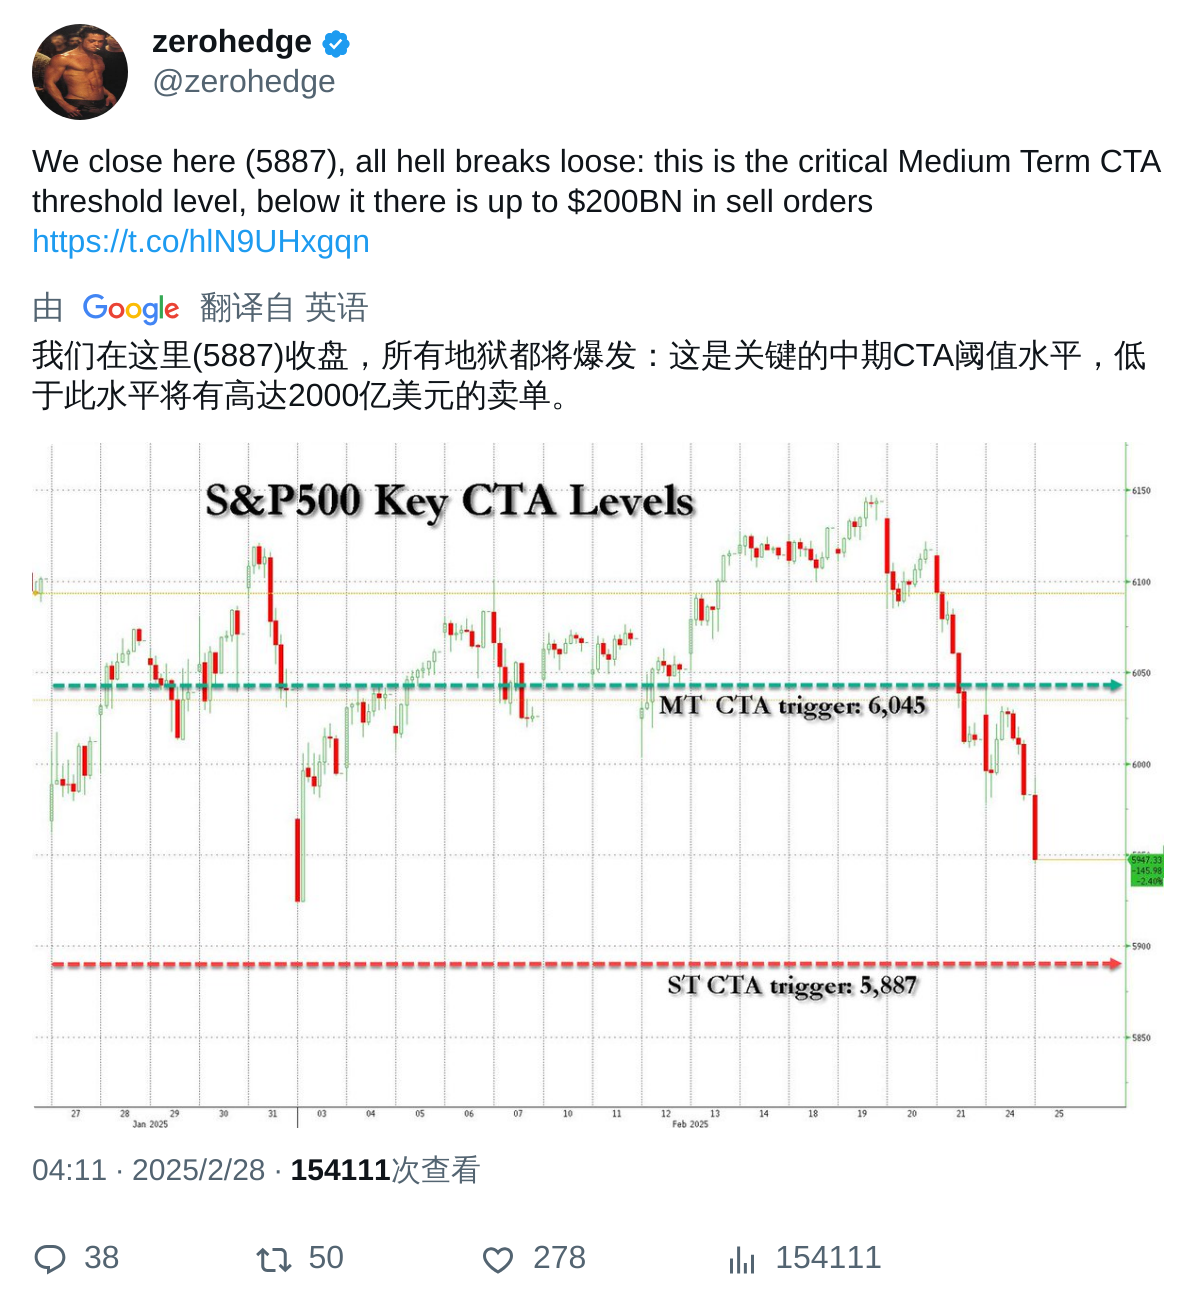 zerohedge
@zerohedge
We close here (5887), all hell breaks loose: this is the critical Medium Term CTA
threshold level, below it there is up to $200BN in sell orders
https://t.co/hlN9UHxgqn
由 Google 翻译自 英语
我们在这里(5887)收盘，所有地狱都将爆发：这是关键的中期CTA阈值水平，低
于此水平将有高达2000亿美元的卖单。
S&P500 Key CTA Levels
6150
6100
6050
MT CTA trigger: 6,045
6000
5947.33
-145.98
-2.40%
5900
ST CTA trigger: 5,887
5850
27 28 29 30 31 03 04 05 06 07 10 11 12 13 14 18 19 20 21 24 25
Jan 2025 Feb 2025
04:11 · 2025/2/28 · 154111次查看
38 50 278 154111